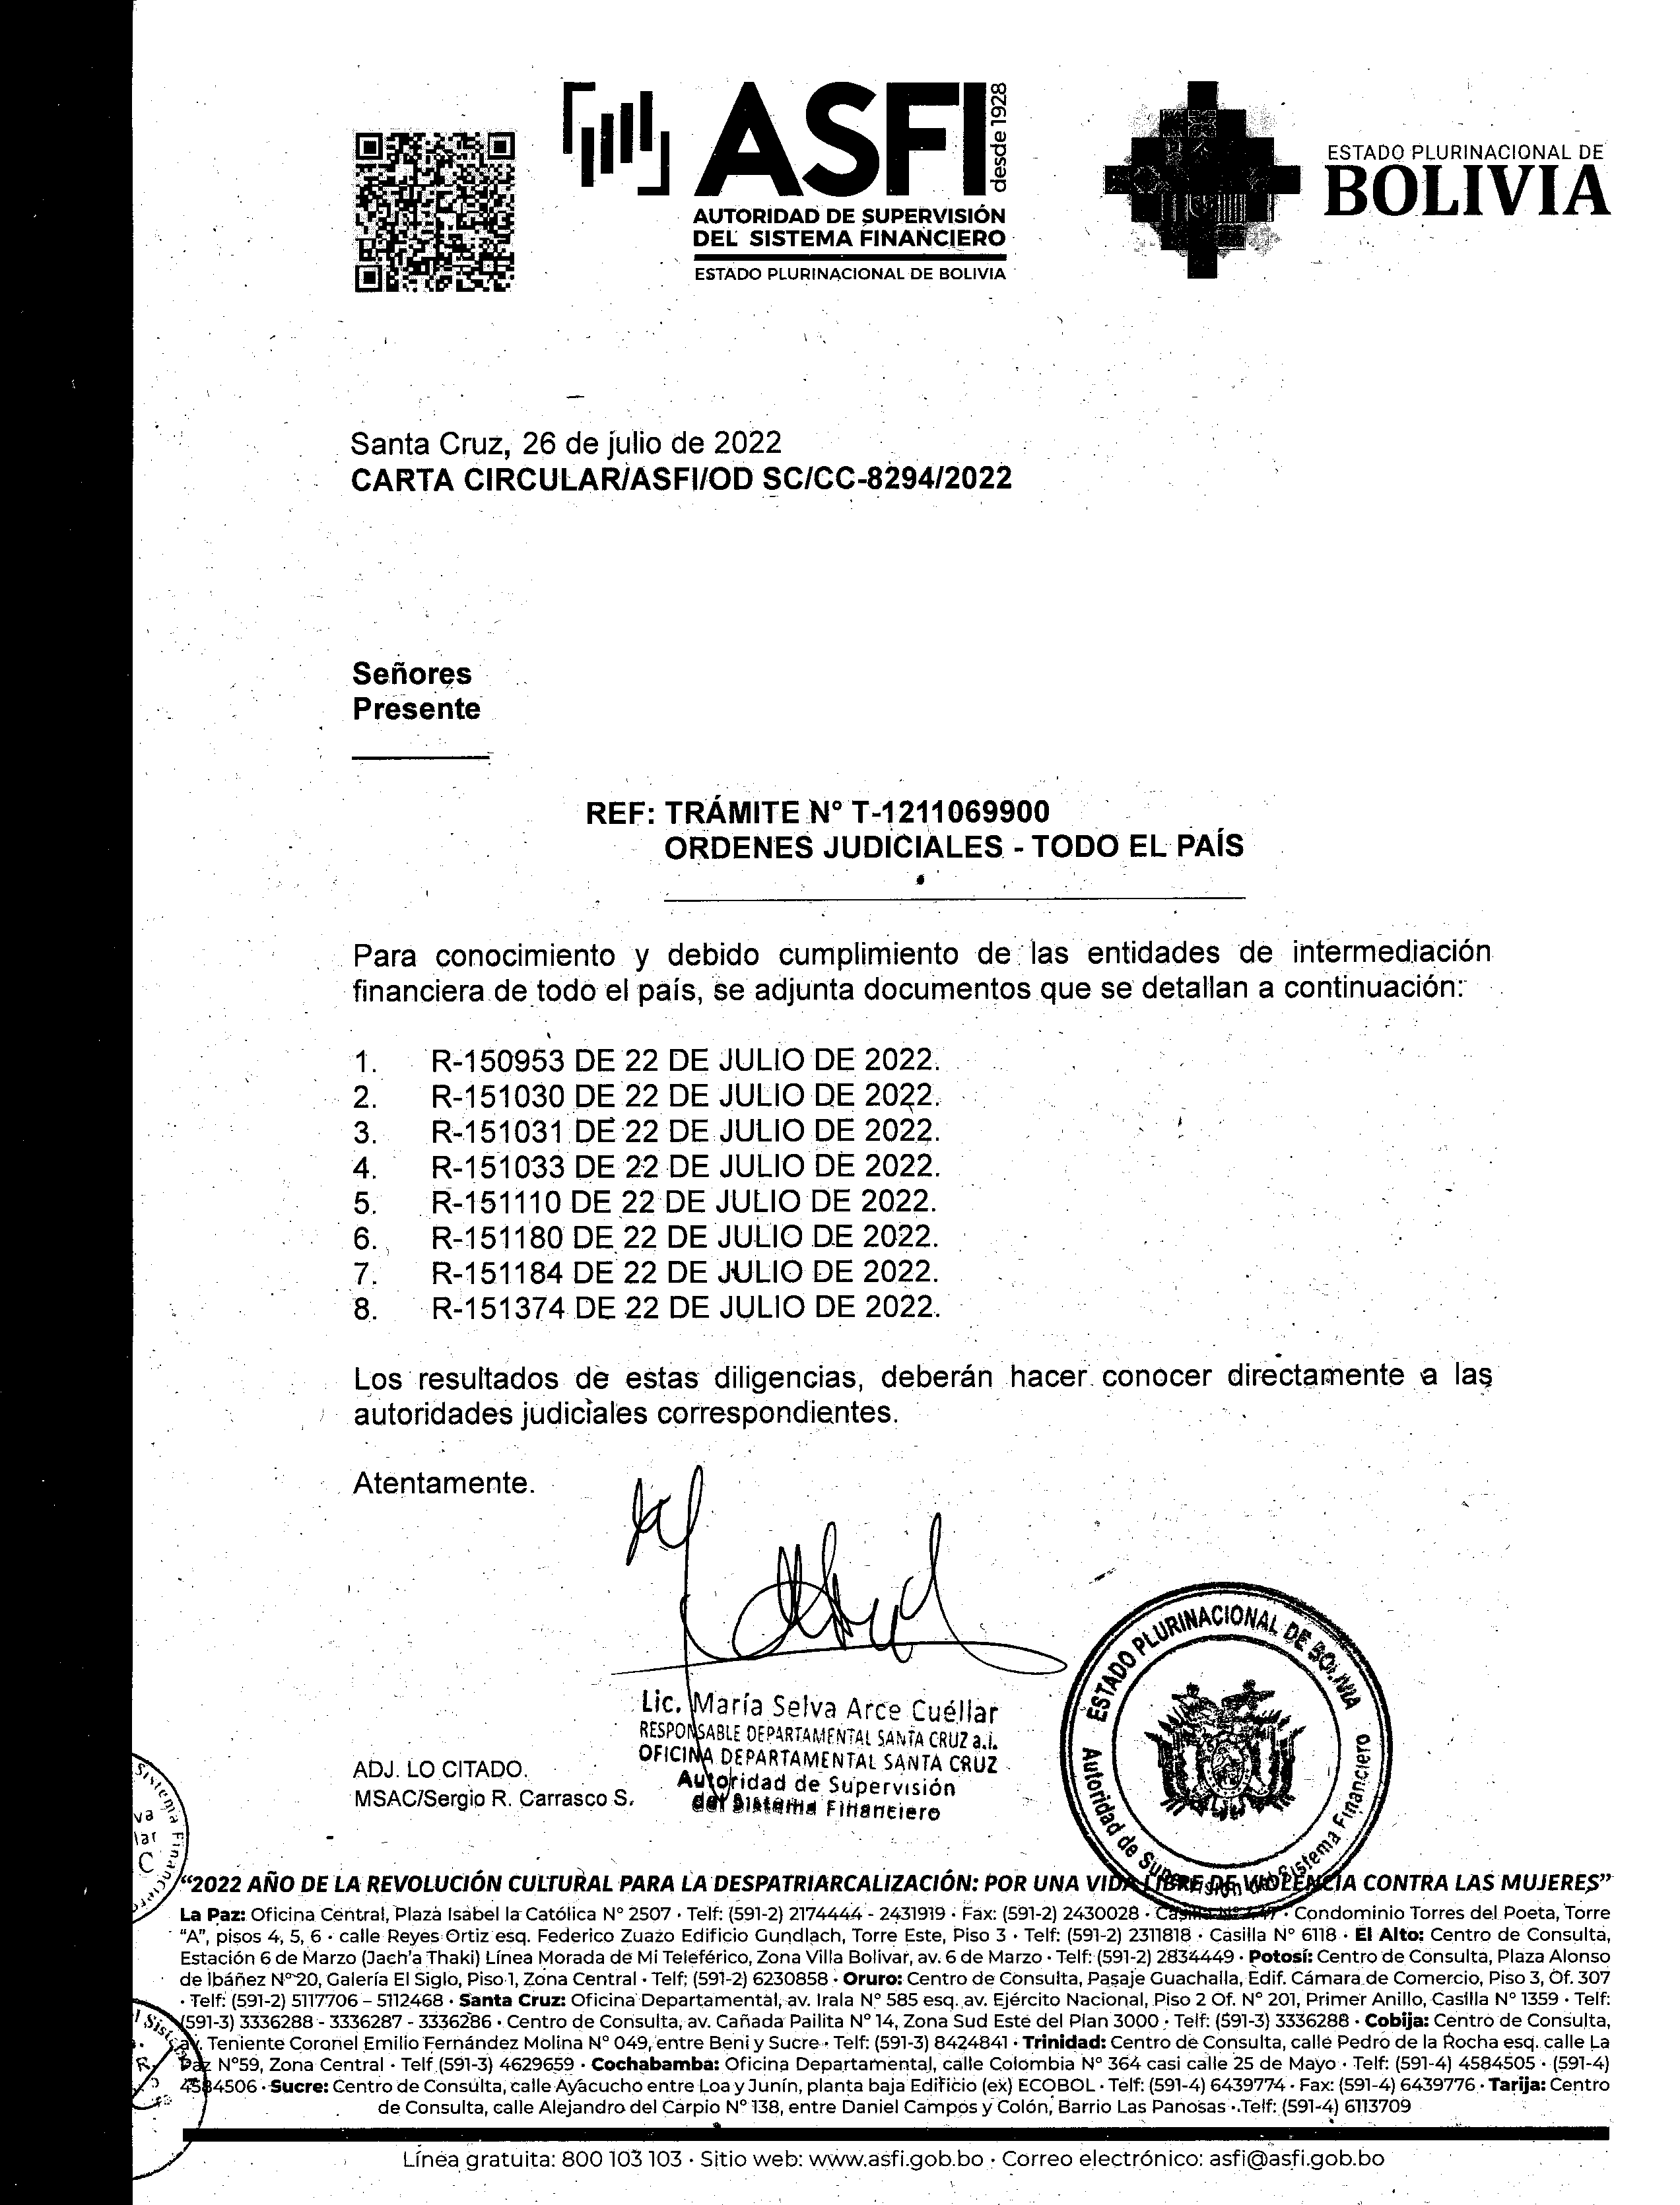 ASFI
desde 1928
AUTORIDAD DE SUPERVISIÓN
DEL SISTEMA FINANCIERO
ESTADO PLURINACIONAL DE BOLIVIA
ESTADO PLURINACIONAL DE
BOLIVIA
Santa Cruz, 26 de julio de 2022
CARTA CIRCULAR/ASFI/OD SC/CC-8294/2022
Señores
Presente
REF: TRÁMITE N° T-1211069900
ORDENES JUDICIALES - TODO EL PAÍS
Para conocimiento y debido cumplimiento de las entidades de intermediación
financiera de todo el país, se adjunta documentos que se detallan a continuación:
1. R-150953 DE 22 DE JULIO DE 2022.
2. R-151030 DE 22 DE JULIO DE 2022.
3. R-151031 DE 22 DE JULIO DE 2022.
4. R-151033 DE 22 DE JULIO DE 2022.
5. R-151110 DE 22 DE JULIO DE 2022.
6. R-151180 DE 22 DE JULIO DE 2022.
7. R-151184 DE 22 DE JULIO DE 2022.
8. R-151374 DE 22 DE JULIO DE 2022.
Los resultados de estas diligencias, deberán hacer conocer directamente a las
autoridades judiciales correspondientes.
Atentamente.
Lic. María Selva Arce Cuéllar
RESPONSABLE DEPARTAMENTAL SANTA CRUZ a.i.
OFICINA DEPARTAMENTAL SANTA CRUZ
Autoridad de Supervisión
del Sistema Financiero
ESTADO PLURINACIONAL DE BOLIVIA
Autoridad de Supervisión del Sistema Financiero
ADJ. LO CITADO.
MSAC/Sergio R. Carrasco S.
"2022 AÑO DE LA REVOLUCIÓN CULTURAL PARA LA DESPATRIARCALIZACIÓN: POR UNA VIDA LIBRE DE VIOLENCIA CONTRA LAS MUJERES"
La Paz: Oficina Central, Plaza Isabel la Católica N° 2507 · Telf: (591-2) 2174444 - 2431919 · Fax: (591-2) 2430028 · Casilla N° 447 · Condominio Torres del Poeta, Torre
"A", pisos 4, 5, 6 · calle Reyes Ortiz esq. Federico Zuazo Edificio Gundlach, Torre Este, Piso 3 · Telf: (591-2) 2311818 · Casilla N° 6118 · El Alto: Centro de Consulta,
Estación 6 de Marzo (Jach'a Thaki) Línea Morada de Mi Teleférico, Zona Villa Bolívar, av. 6 de Marzo · Telf: (591-2) 2834449 · Potosí: Centro de Consulta, Plaza Alonso
de Ibáñez N° 20, Galería El Siglo, Piso 1, Zona Central · Telf: (591-2) 6230858 · Oruro: Centro de Consulta, Pasaje Guachalla, Edif. Cámara de Comercio, Piso 3, Of. 307
· Telf: (591-2) 5117706 – 5112468 · Santa Cruz: Oficina Departamental, av. Irala N° 585 esq. av. Ejército Nacional, Piso 2 Of. N° 201, Primer Anillo, Casilla N° 1359 · Telf:
(591-3) 3336288 - 3336287 - 3336286 · Centro de Consulta, av. Cañada Pailita N° 14, Zona Sud Este del Plan 3000 · Telf: (591-3) 3336288 · Cobija: Centro de Consulta,
Teniente Coronel Emilio Fernández Molina N° 049, entre Beni y Sucre · Telf: (591-3) 8424841 · Trinidad: Centro de Consulta, calle Pedro de la Rocha esq. calle La
Paz N°59, Zona Central · Telf (591-3) 4629659 · Cochabamba: Oficina Departamental, calle Colombia N° 364 casi calle 25 de Mayo · Telf: (591-4) 4584505 · (591-4)
4584506 · Sucre: Centro de Consulta, calle Ayacucho entre Loa y Junín, planta baja Edificio (ex) ECOBOL · Telf: (591-4) 6439774 · Fax: (591-4) 6439776 · Tarija: Centro
de Consulta, calle Alejandro del Carpio N° 138, entre Daniel Campos y Colón, Barrio Las Panosas · Telf: (591-4) 6113709
Línea gratuita: 800 103 103 · Sitio web: www.asfi.gob.bo · Correo electrónico: asfi@asfi.gob.bo